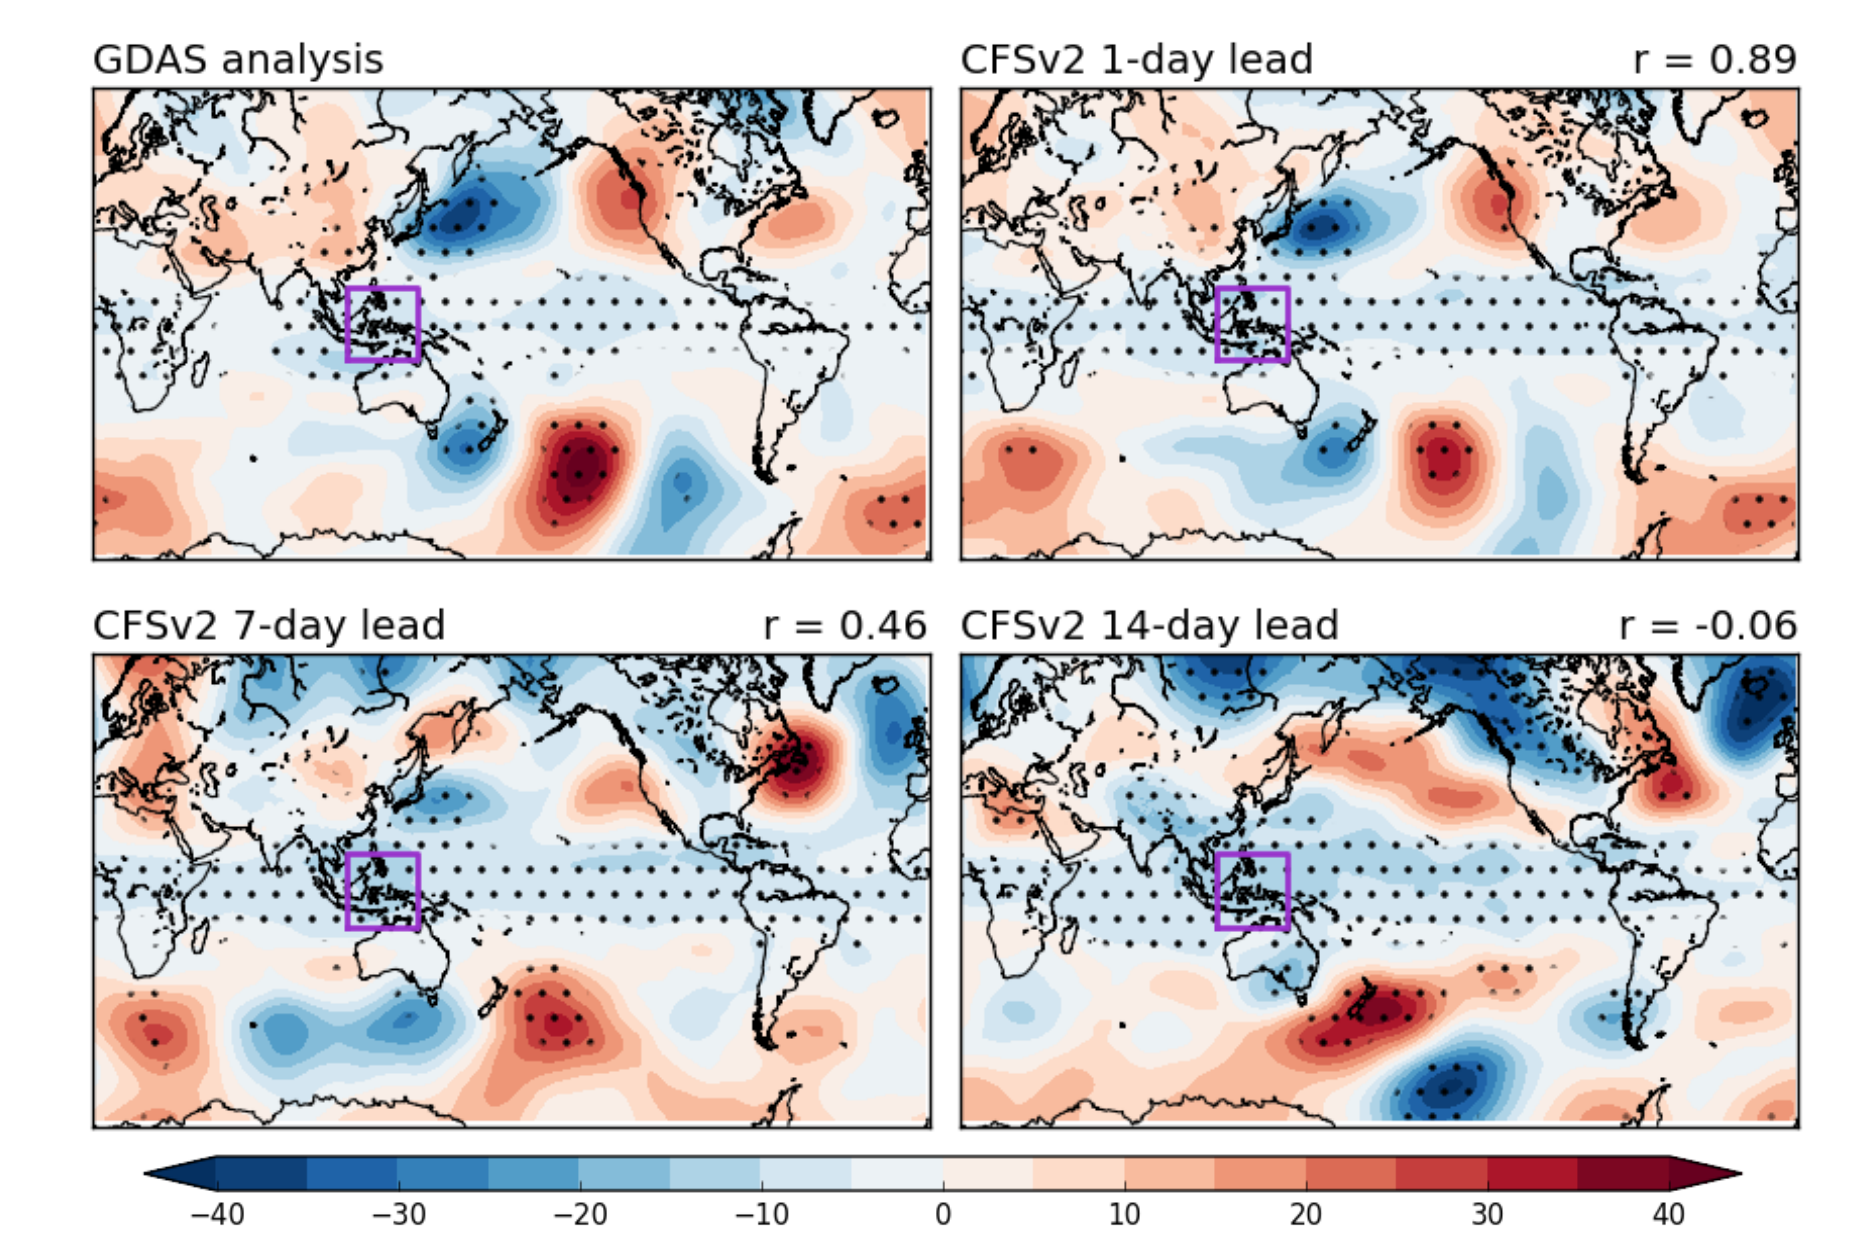 GDAS analysis
CFSv2 1-day lead r = 0.89
CFSv2 7-day lead r = 0.46
CFSv2 14-day lead r = -0.06
−40 −30 −20 −10 0 10 20 30 40